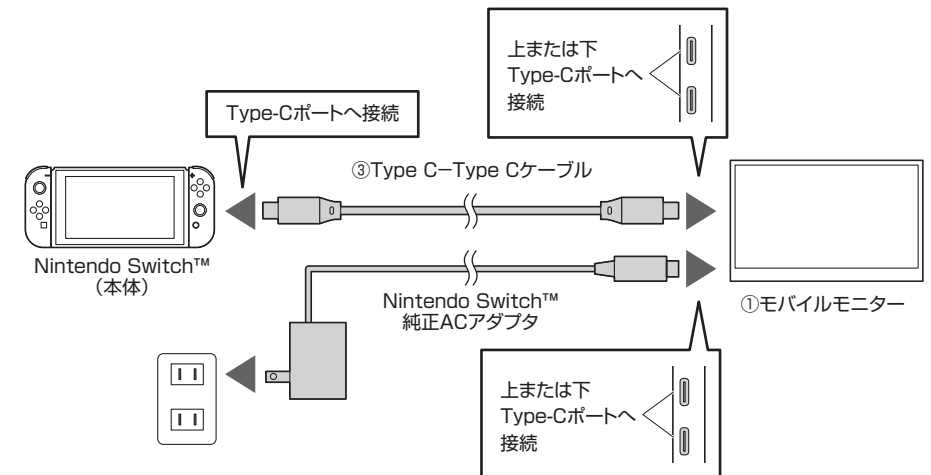 上または下
Type-Cポートへ
接続
Type-Cポートへ接続
③Type C−Type Cケーブル
Nintendo Switch™
（本体）
Nintendo Switch™
純正ACアダプタ
①モバイルモニター
上または下
Type-Cポートへ
接続